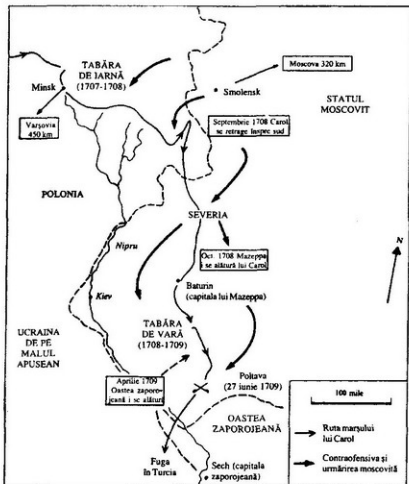 TABĂRA
DE IARNĂ
(1707-1708)
Moscova 320 km
Minsk
Smolensk
STATUL
MOSCOVIT
Varșovia
450 km
Septembrie 1708 Carol
se retrage înspre sud
POLONIA
SEVERIA
Nipru
Oct. 1708 Mazeppa
i se alătură lui Carol
N
Kiev
Baturin
(capitala lui Mazeppa)
UCRAINA
DE PE
MALUL
APUSEAN
TABĂRA
DE VARĂ
(1708-1709)
Aprilie 1709
Oastea zaporo-
jeană i se alătură
Poltava
(27 iunie 1709)
100 mile
OASTEA
ZAPOROJEANĂ
Ruta marșului
lui Carol
Fuga
în Turcia
Sech (capitala
zaporojeană)
Contraofensiva și
urmărirea moscovită